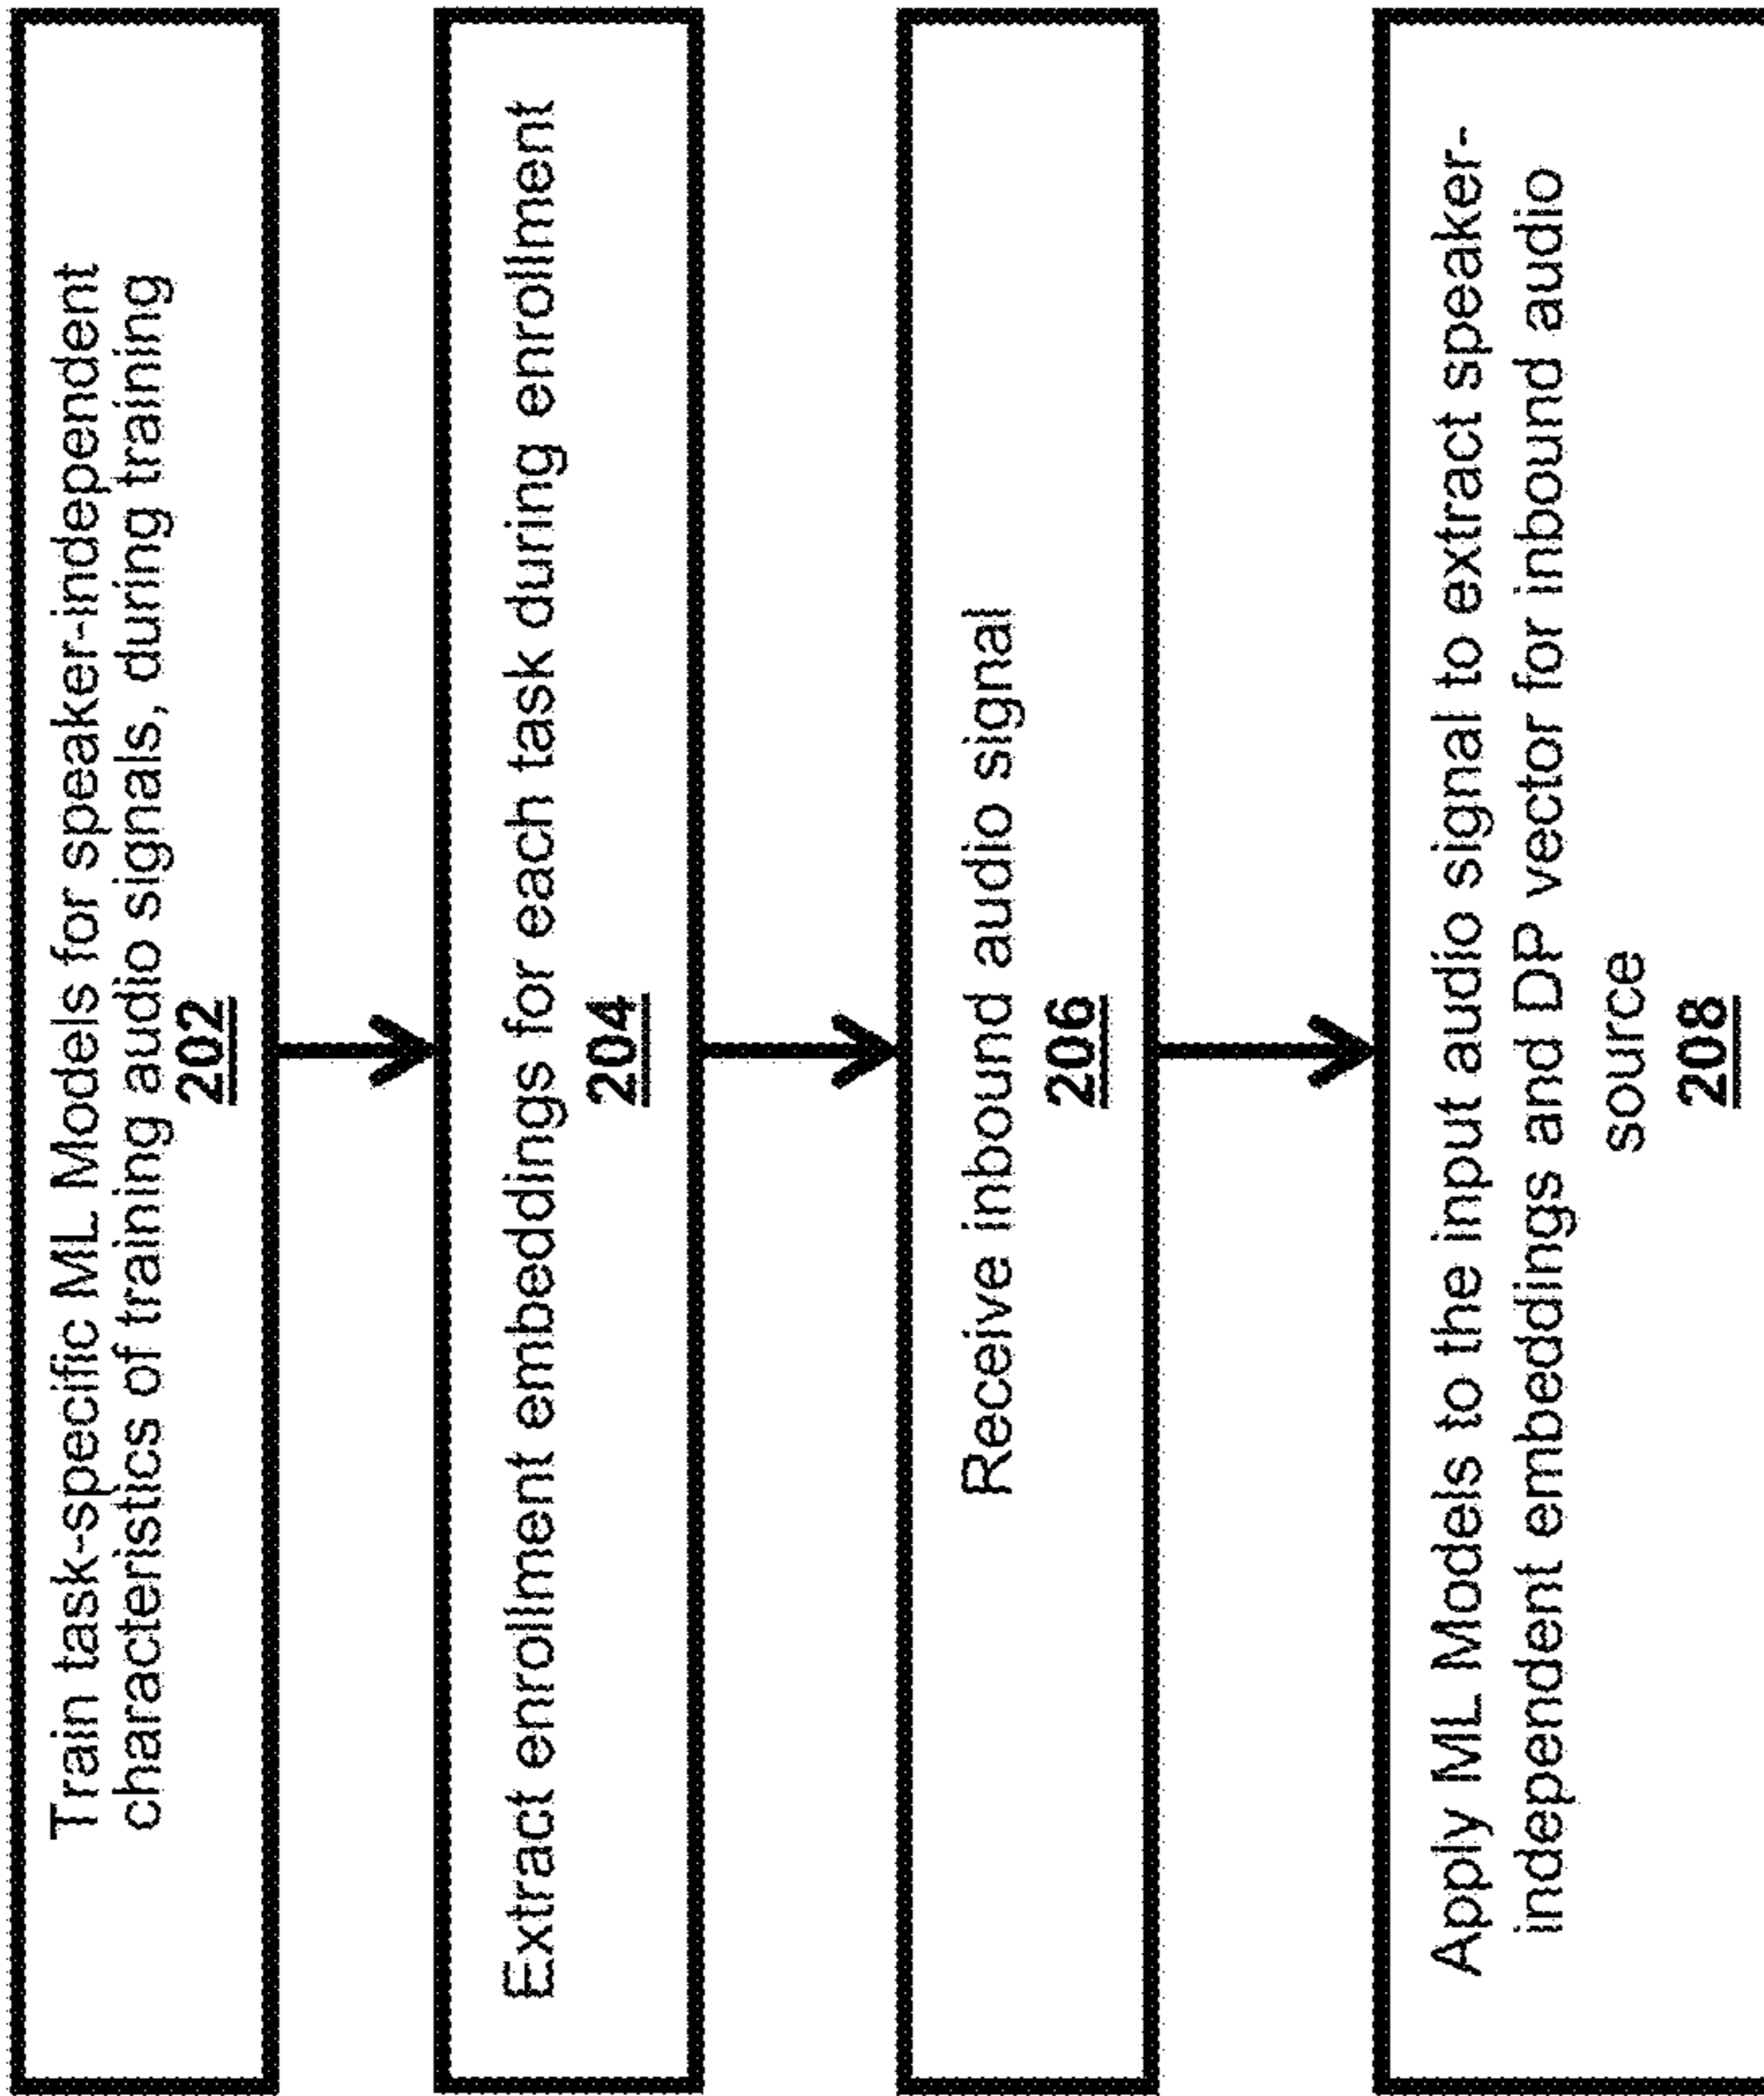 Train task-specific ML Models for speaker-independent
characteristics of training audio signals, during training
202
Extract enrollment embeddings for each task during enrollment
204
Receive inbound audio signal
206
Apply ML Models to the input audio signal to extract speaker-
independent embeddings and DP vector for inbound audio
source
208